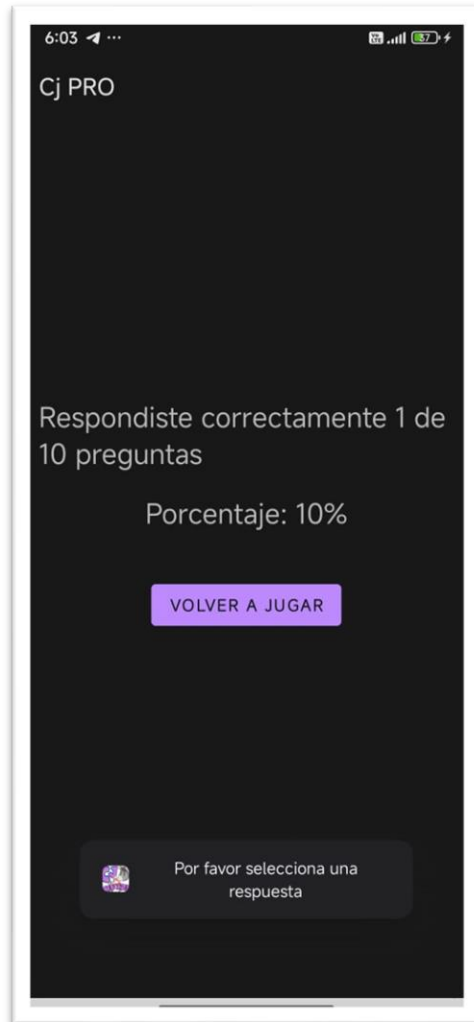 6:03
37
Cj PRO
Respondiste correctamente 1 de
10 preguntas
Porcentaje: 10%
VOLVER A JUGAR
Por favor selecciona una
respuesta